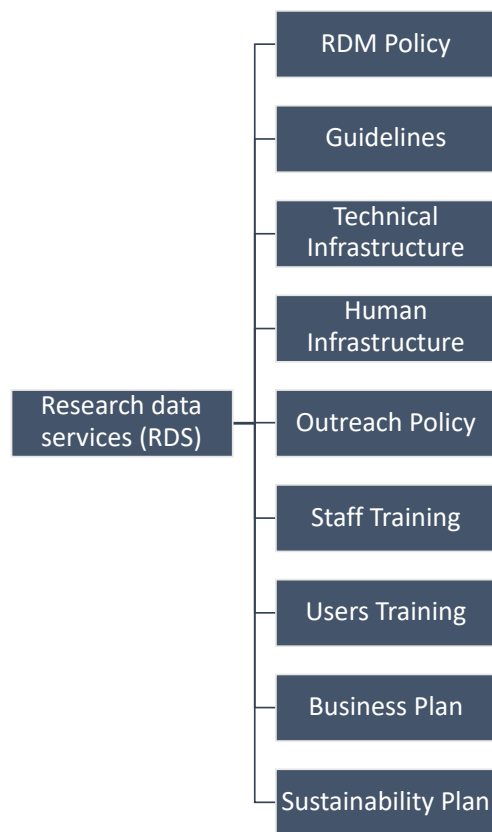 RDM Policy
Guidelines
Technical
Infrastructure
Human
Infrastructure
Research data
services (RDS)
Outreach Policy
Staff Training
Users Training
Business Plan
Sustainability Plan